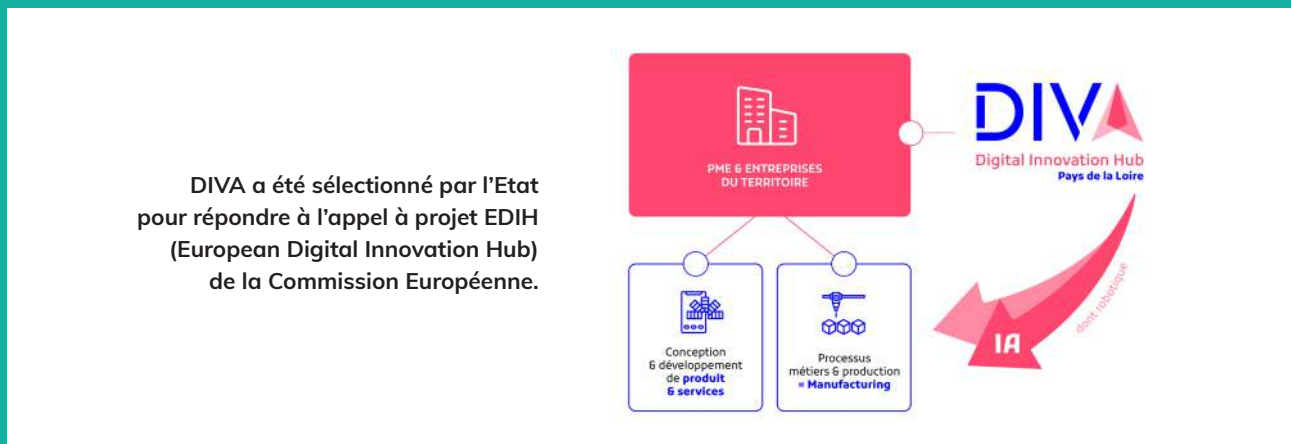 DIVA a été sélectionné par l’Etat
pour répondre à l’appel à projet EDIH
(European Digital Innovation Hub)
de la Commission Européenne.
PME & ENTREPRISES
DU TERRITOIRE
DIVA
Digital Innovation Hub
Pays de la Loire
Conception
& développement
de produit
& services
Processus
métiers & production
= Manufacturing
IA
dont robotique